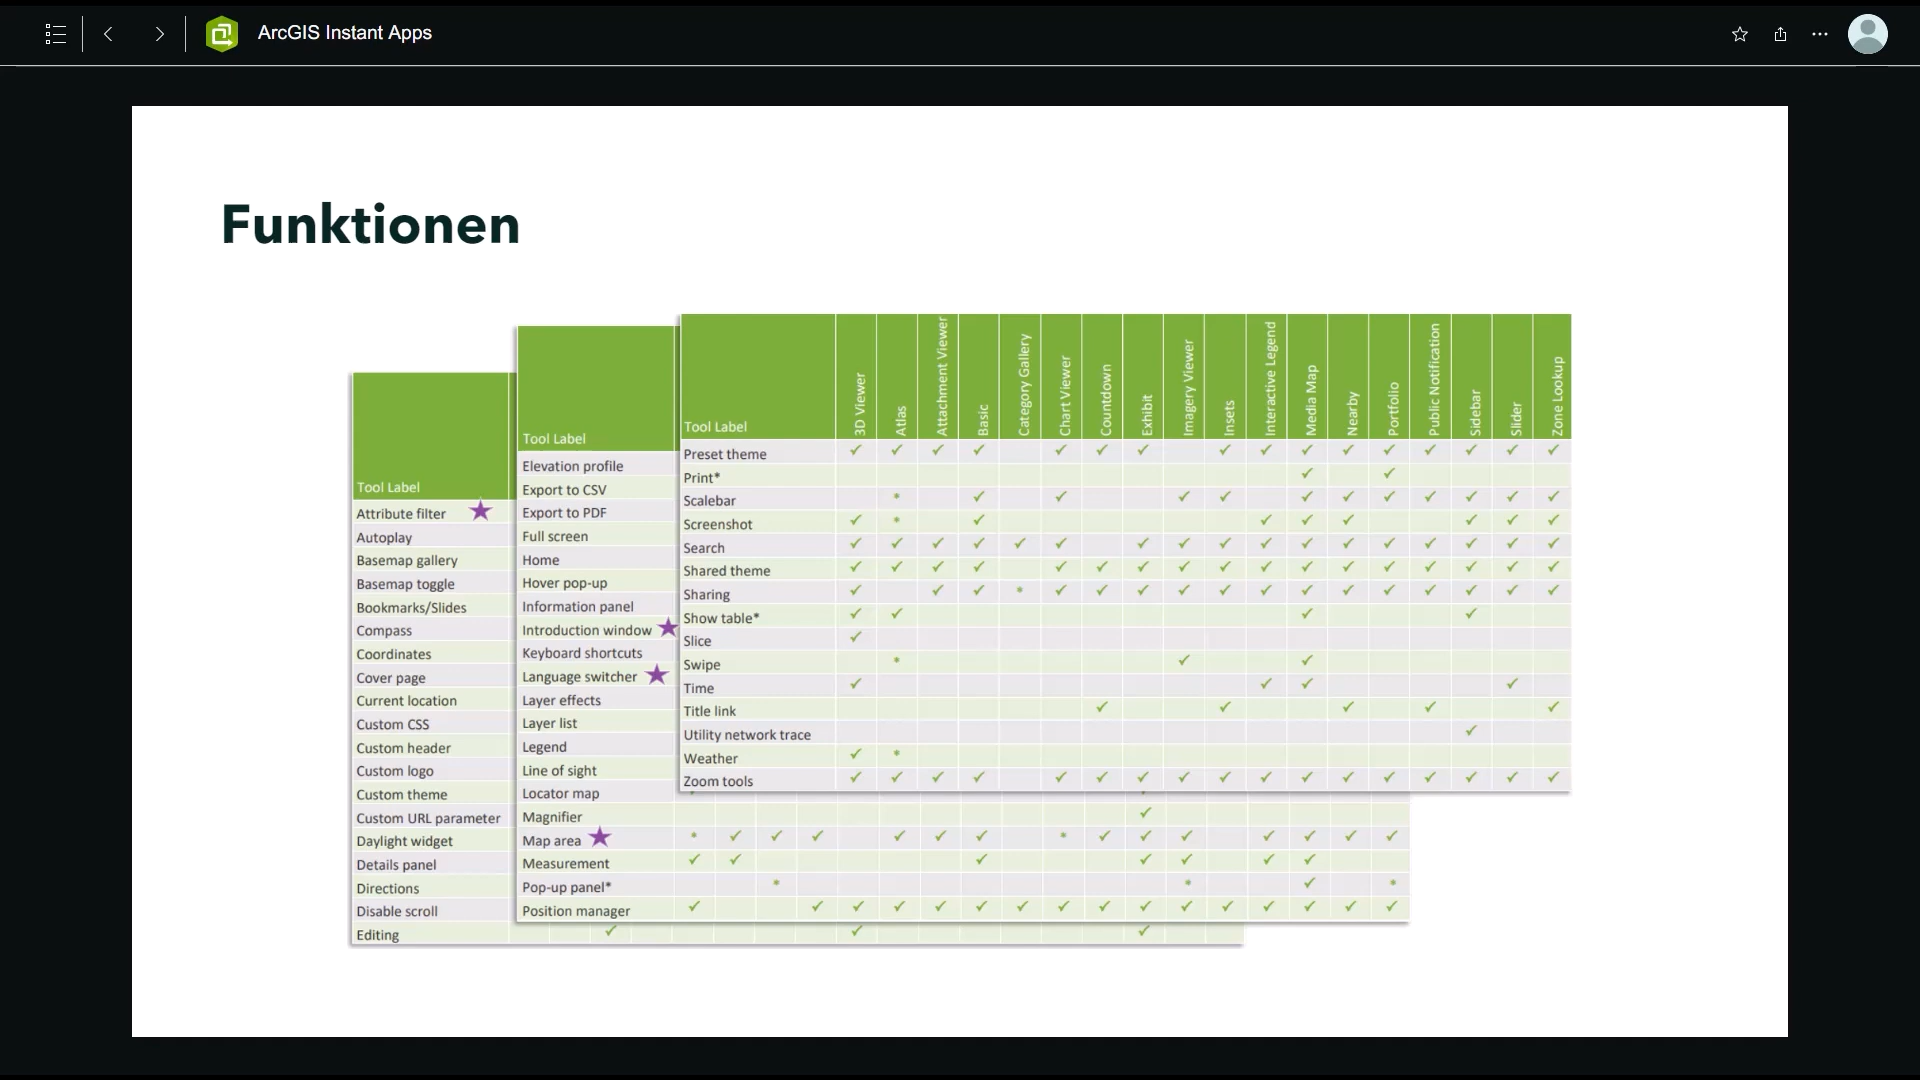 ArcGIS Instant Apps
Funktionen
Tool Label
Attribute filter
Autoplay
Basemap gallery
Basemap toggle
Bookmarks/Slides
Compass
Coordinates
Cover page
Current location
Custom CSS
Custom header
Custom logo
Custom theme
Custom URL parameter
Daylight widget
Details panel
Directions
Disable scroll
Editing
Tool Label
Elevation profile
Export to CSV
Export to PDF
Full screen
Home
Hover pop-up
Information panel
Introduction window
Keyboard shortcuts
Language switcher
Layer effects
Layer list
Legend
Line of sight
Locator map
Magnifier
Map area
Measurement
Pop-up panel*
Position manager
Tool Label
3D Viewer
Atlas
Attachment Viewer
Basic
Category Gallery
Chart Viewer
Countdown
Exhibit
Imagery Viewer
Insets
Interactive Legend
Media Map
Nearby
Portfolio
Public Notification
Sidebar
Slider
Zone Lookup
Preset theme
Print*
Scalebar
Screenshot
Search
Shared theme
Sharing
Show table*
Slice
Swipe
Time
Title link
Utility network trace
Weather
Zoom tools